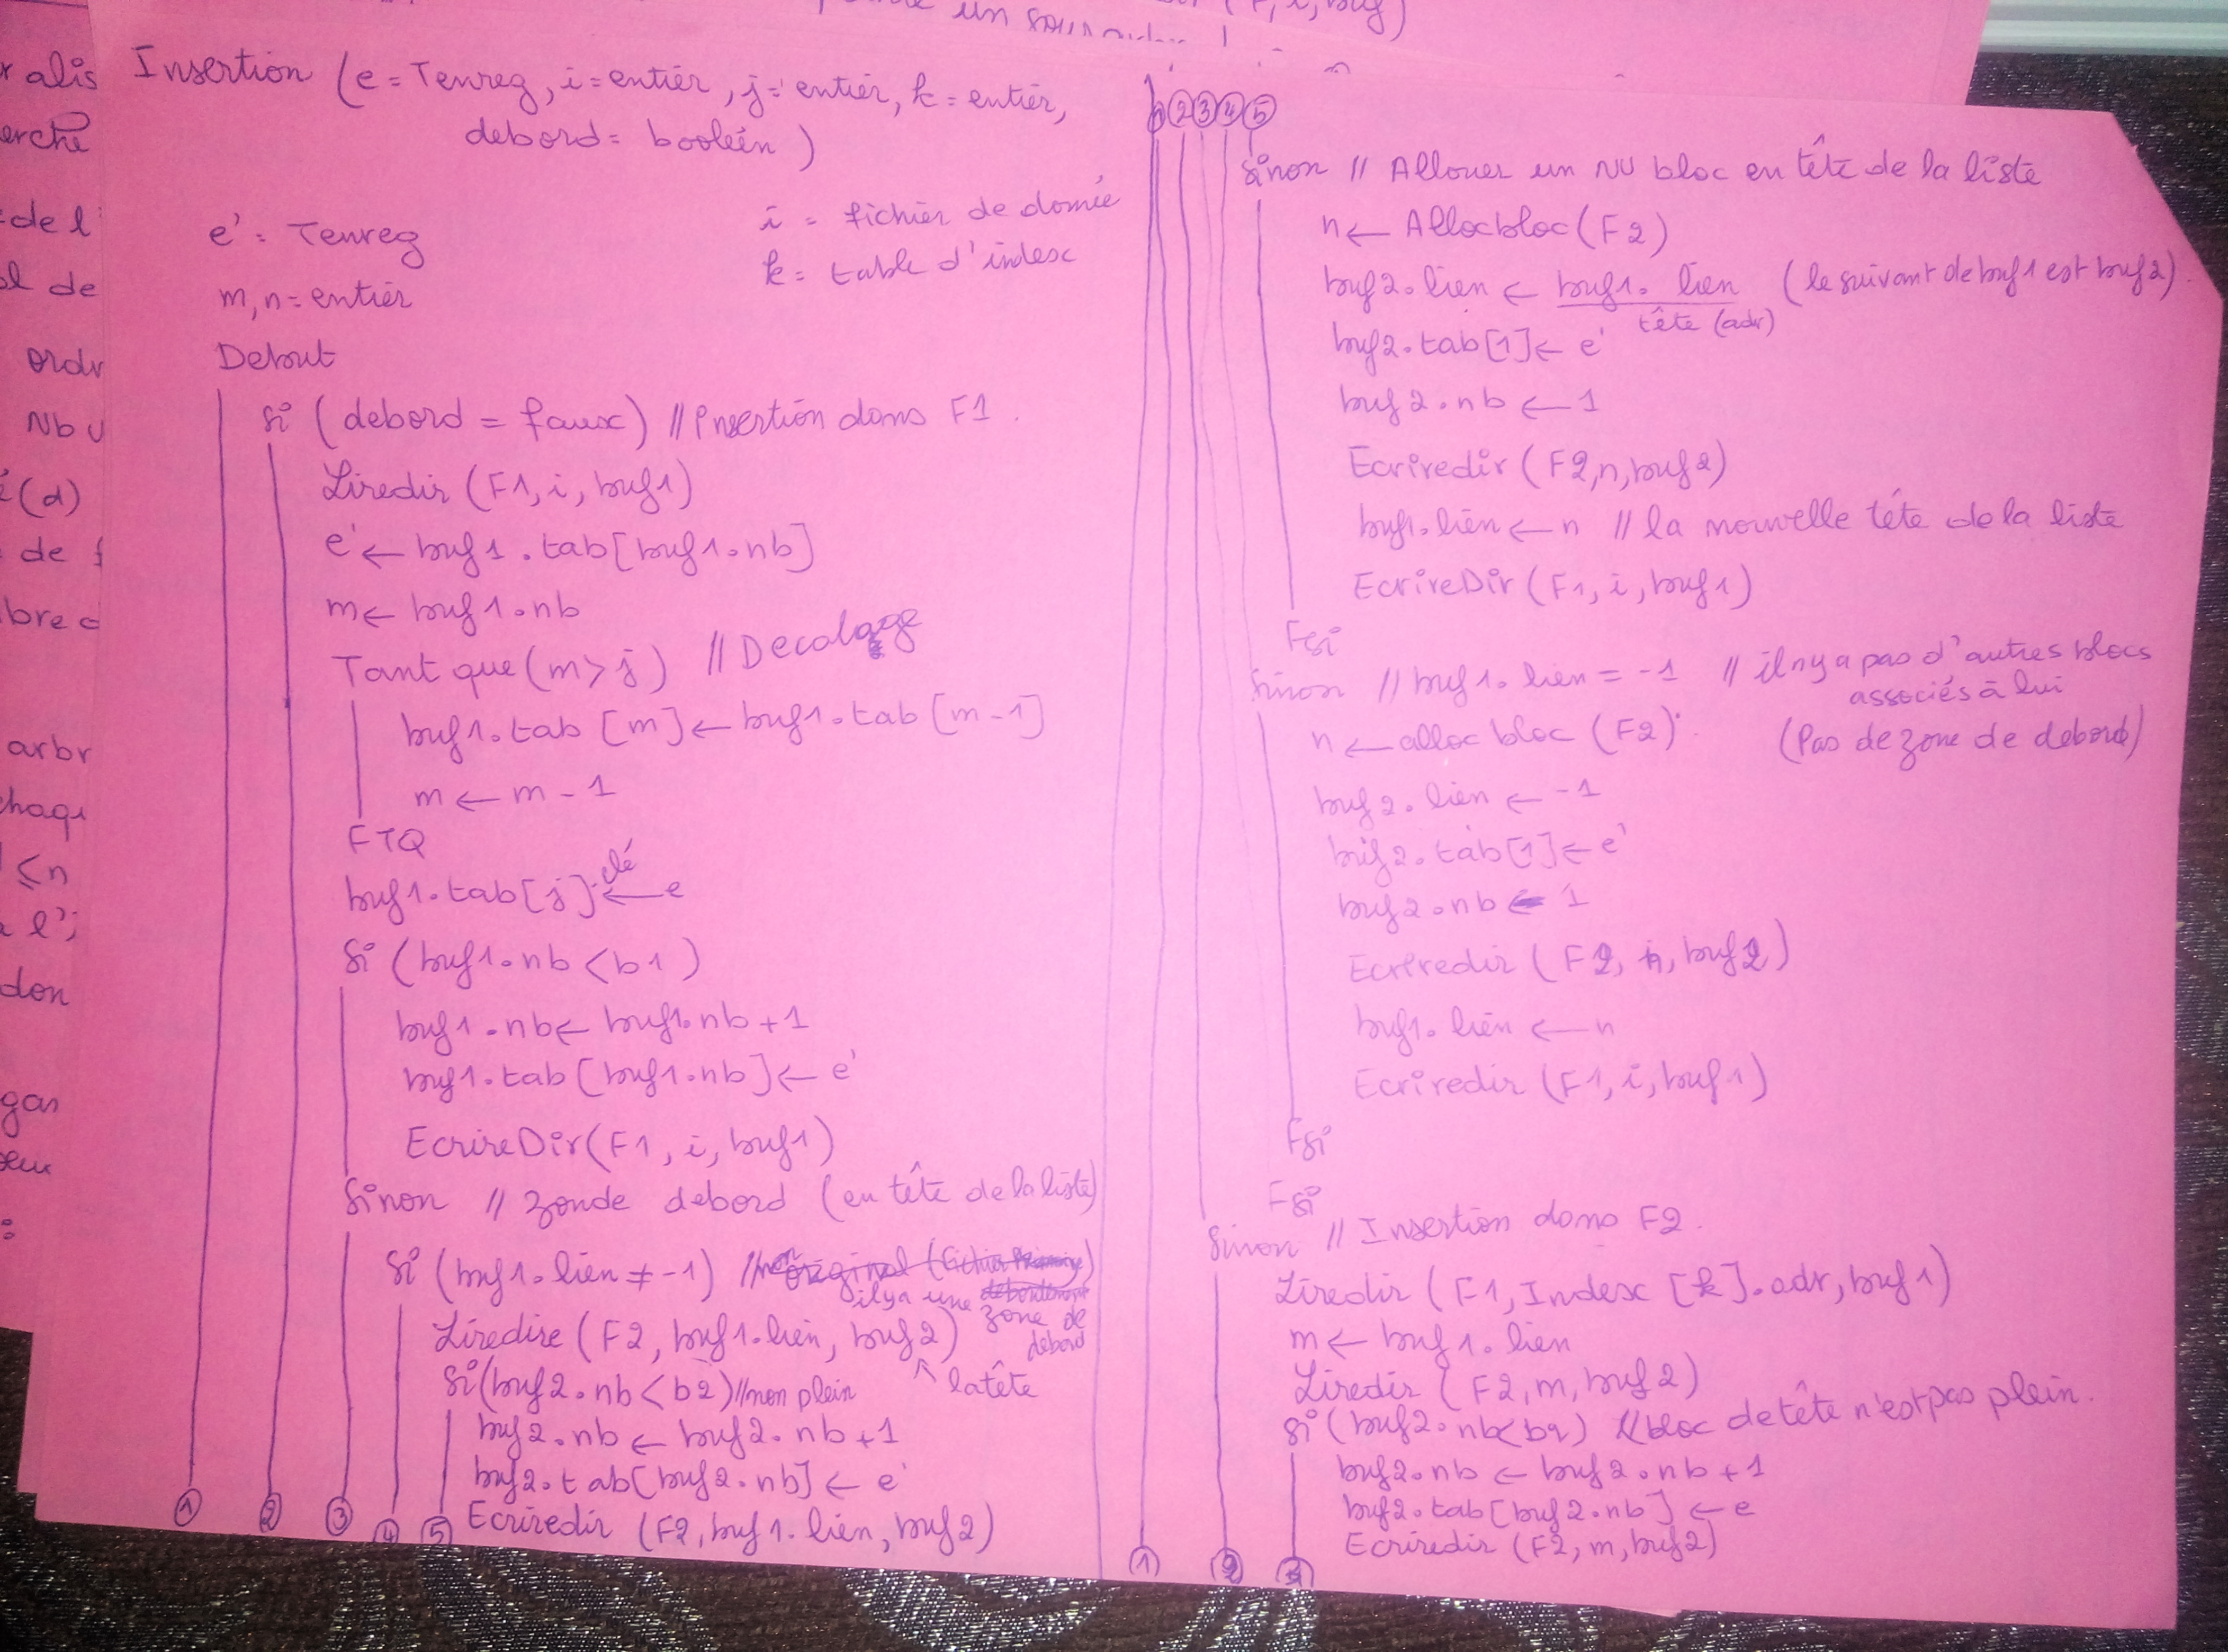 un
, i, buf)
alis
erche
de l'
de
ordr
Nb
(d)
de f
bre d
arbr
haqu
≤n
l'i
don
gan
Insertion (e=Tenreg, i=entier, j=entier, k=entier,
debord= booleén )
i = fichier de donnée
e' = Tenreg
k= table d'index
m,n=entier
Debut
Si (debord = faux) // Insertion dans F1.
Liredir (F1, i, buf1)
e' ← buf1.tab[buf1.nb]
m← buf1.nb
Tant que (m>j) // Decalage
buf1.tab [m] ← buf1.tab [m-1]
m ← m - 1
FTQ
buf1.tab[j].clé ← e
Si (buf1.nb < b1)
buf1.nb ← buf1.nb +1
buf1.tab [buf1.nb] ← e'
EcrireDir(F1, i, buf1)
Sinon // zonde debord (en tête de la liste)
Si (buf1.lien ≠ -1) // non original (fichier
ilya une zone de
debord
Liredire (F2, buf1.lien, buf2)
Si (buf2.nb < b2) // non plein ↑ la tête
buf2.nb ← buf2.nb +1
buf2.tab[buf2.nb] ← e'
Ecriredir (F2, buf1.lien, buf2)
① ② ③ ④ ⑤
① ② ③ ④ ⑤
Sinon // Allouer un NV bloc en tête de la liste
n ← Allocbloc(F2)
buf2.lien ← buf1.lien (le suivant de buf1 est buf2).
tête (adr)
buf2.tab[1] ← e'
buf2.nb ← 1
Ecriredir (F2,n,buf2)
buf1.lien ← n // la nouvelle tête de la liste
EcrireDir (F1, i, buf1)
Fsi
Sinon // buf1.lien = -1 // il n'y a pas d'autres blocs
associés à lui
n ← alloc bloc (F2) (Pas de zone de debord)
buf2.lien ← -1
buf2.tab[1] ← e'
buf2.nb ← 1
Ecriredir (F2, n, buf2)
buf1.lien ← n
Ecriredir (F1, i, buf1)
Fsi
Fsi
Sinon // Insertion dans F2.
Liredir (F1, Index [k].adr, buf1)
m ← buf1.lien
Liredir (F2, m, buf2)
Si (buf2.nb<b2) // bloc de tête n'est pas plein.
buf2.nb ← buf2.nb +1
buf2.tab[buf2.nb] ← e
Ecriredir (F2, m, buf2)
① ② ③